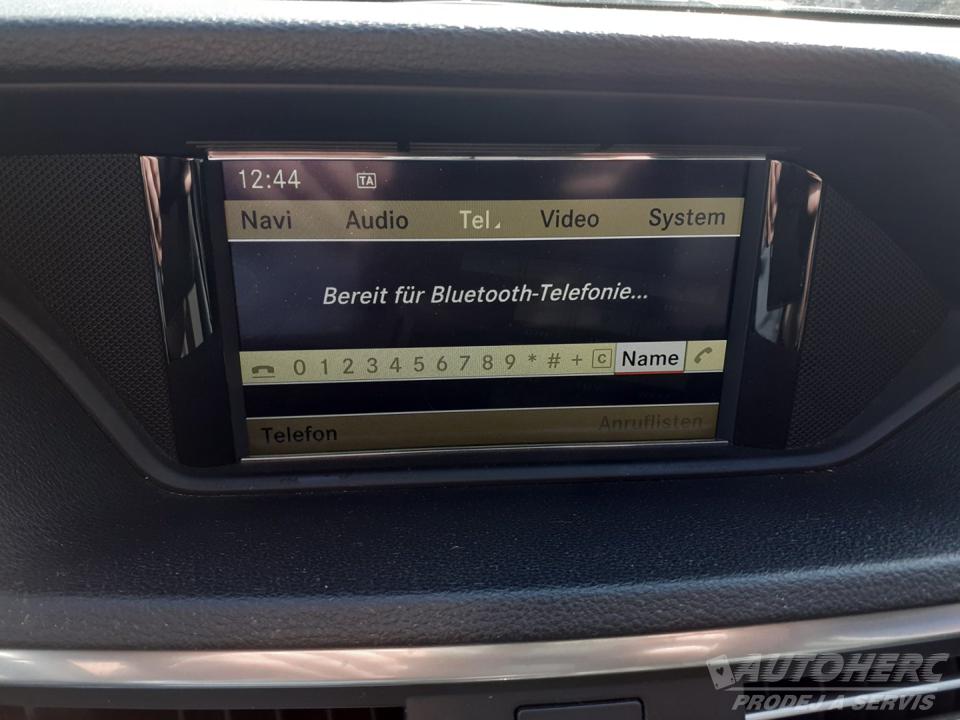 12:44 TA
Navi Audio Tel Video System
Bereit für Bluetooth-Telefonie...
0 1 2 3 4 5 6 7 8 9 * # + C Name
Telefon Anruflisten
AUTOHERC
PRODEJ A SERVIS